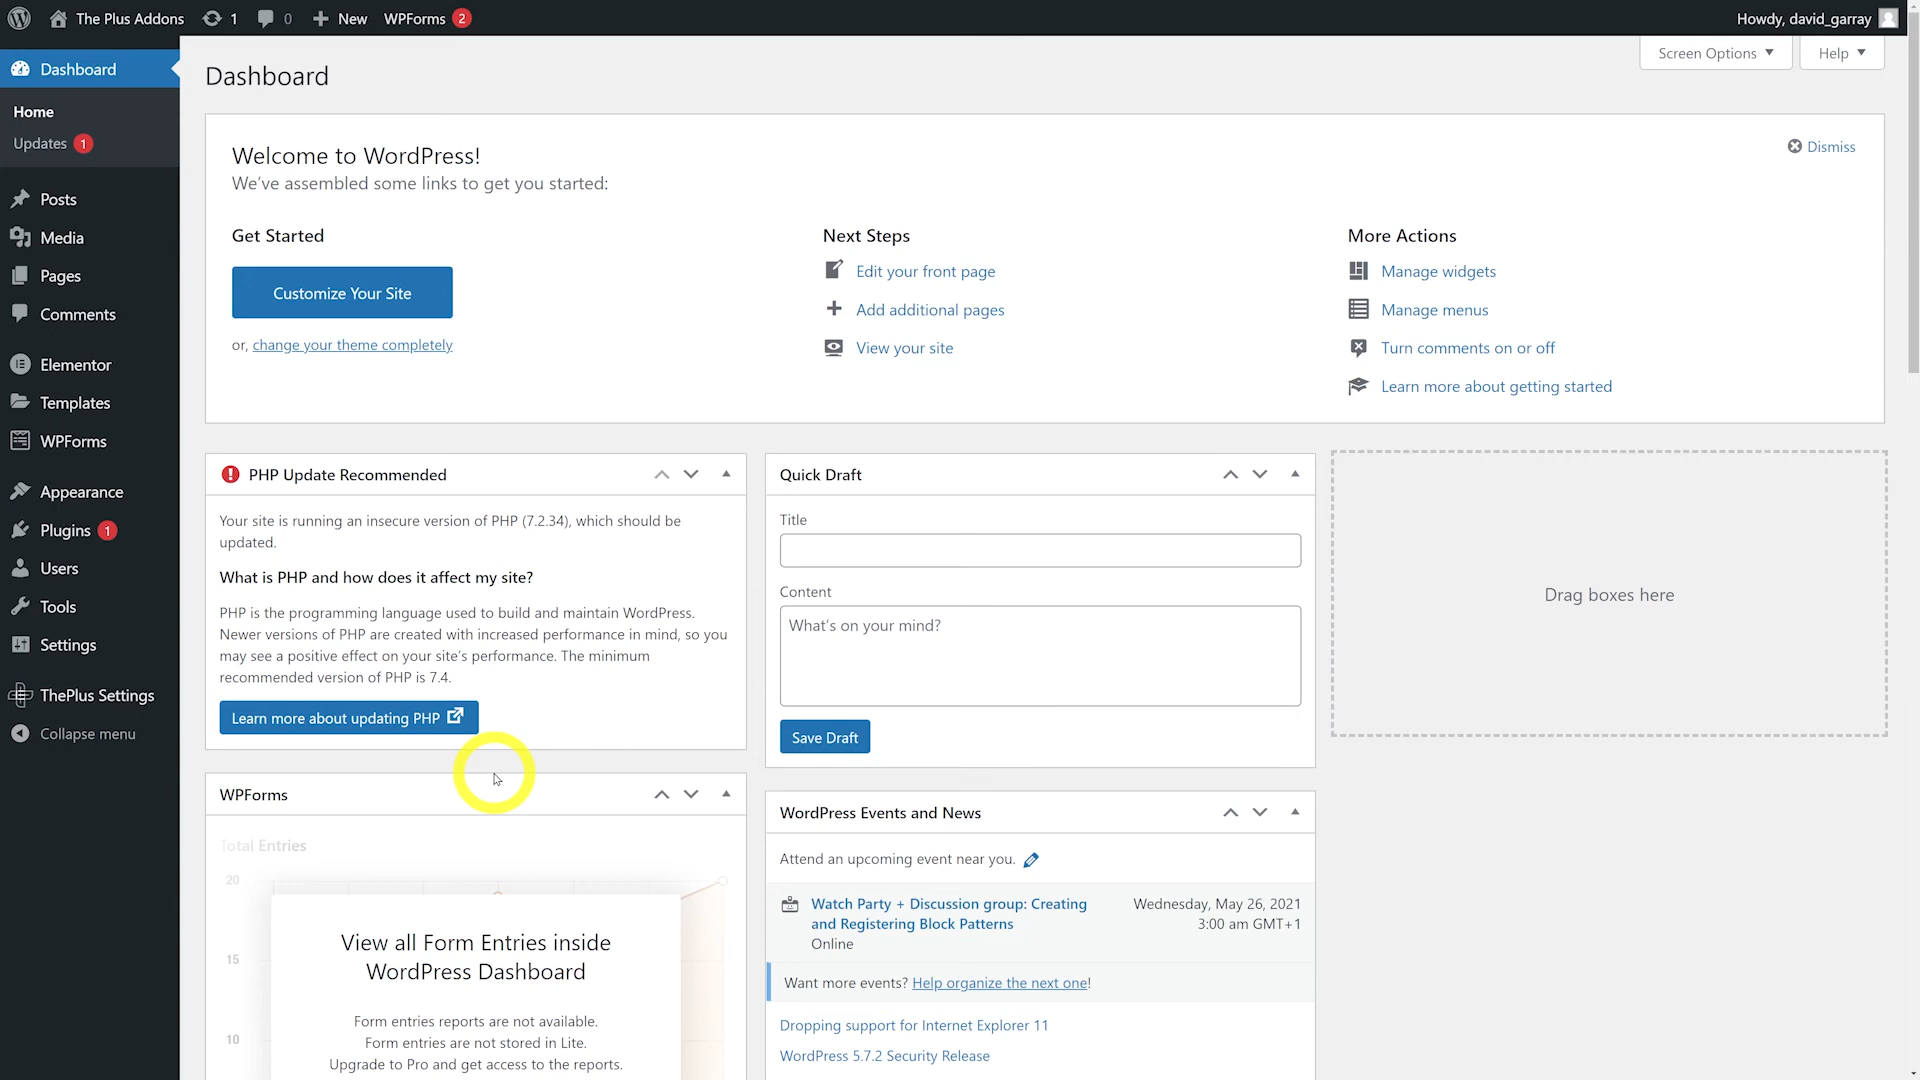 The Plus Addons 1 0 New WPForms 2 Howdy, david_garray
Dashboard
Home
Updates 1
Posts
Media
Pages
Comments
Elementor
Templates
WPForms
Appearance
Plugins 1
Users
Tools
Settings
ThePlus Settings
Collapse menu
Screen Options Help
Dashboard
Welcome to WordPress!
Dismiss
We've assembled some links to get you started:
Get Started
Customize Your Site
or, change your theme completely
Next Steps
Edit your front page
Add additional pages
View your site
More Actions
Manage widgets
Manage menus
Turn comments on or off
Learn more about getting started
PHP Update Recommended
Your site is running an insecure version of PHP (7.2.34), which should be
updated.
What is PHP and how does it affect my site?
PHP is the programming language used to build and maintain WordPress.
Newer versions of PHP are created with increased performance in mind, so you
may see a positive effect on your site's performance. The minimum
recommended version of PHP is 7.4.
Learn more about updating PHP
WPForms
Total Entries
20
15
10
View all Form Entries inside
WordPress Dashboard
Form entries reports are not available.
Form entries are not stored in Lite.
Upgrade to Pro and get access to the reports.
Quick Draft
Title
Content
What's on your mind?
Save Draft
WordPress Events and News
Attend an upcoming event near you.
Watch Party + Discussion group: Creating
and Registering Block Patterns
Online
Wednesday, May 26, 2021
3:00 am GMT+1
Want more events? Help organize the next one!
Dropping support for Internet Explorer 11
WordPress 5.7.2 Security Release
Drag boxes here